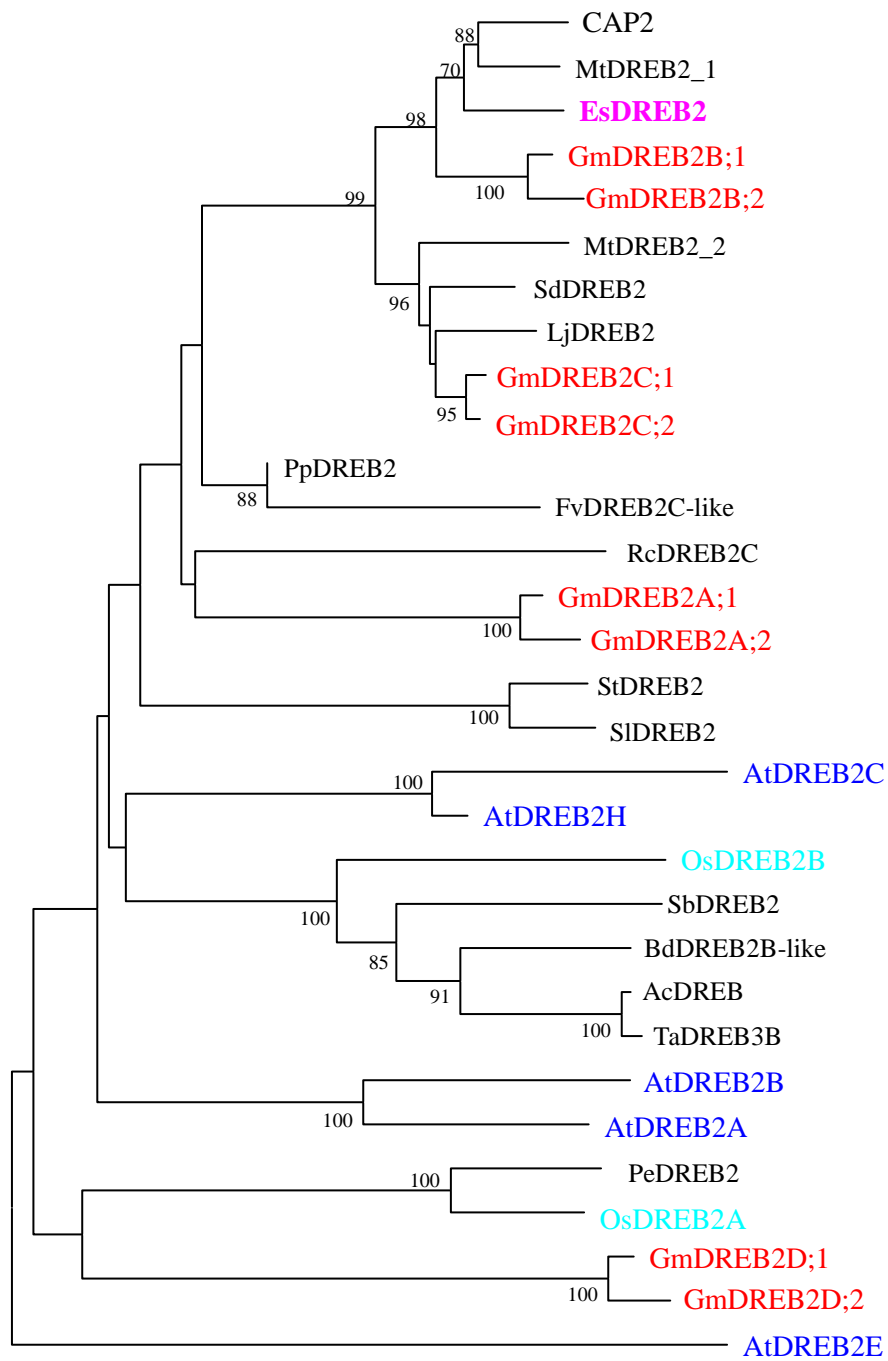 CAP2
88
MtDREB2_1
70
EsDREB2
98
GmDREB2B;1
100
GmDREB2B;2
99
MtDREB2_2
SdDREB2
96
LjDREB2
GmDREB2C;1
95
GmDREB2C;2
PpDREB2
88
FvDREB2C-like
RcDREB2C
GmDREB2A;1
100
GmDREB2A;2
StDREB2
100
SlDREB2
AtDREB2C
100
AtDREB2H
OsDREB2B
100
SbDREB2
BdDREB2B-like
85
AcDREB
91
TaDREB3B
100
AtDREB2B
100
AtDREB2A
PeDREB2
100
OsDREB2A
GmDREB2D;1
100
GmDREB2D;2
AtDREB2E